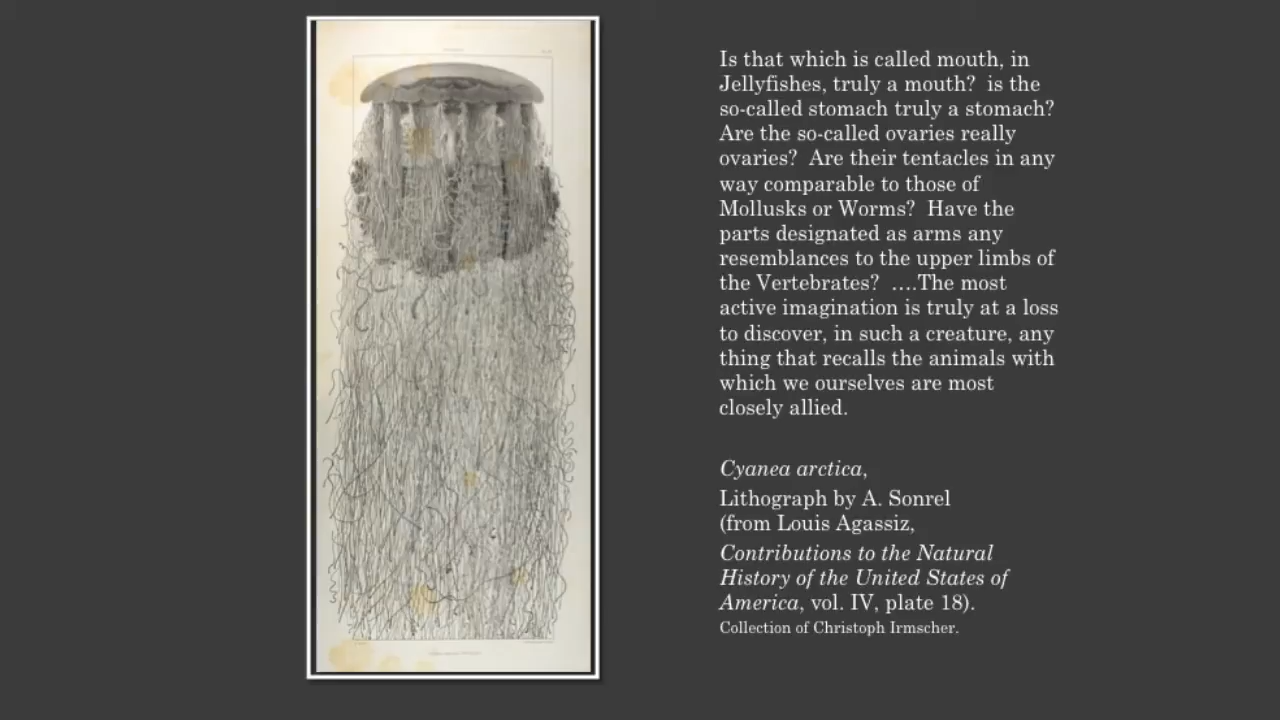 Is that which is called mouth, in
Jellyfishes, truly a mouth?  is the
so-called stomach truly a stomach?
Are the so-called ovaries really
ovaries?  Are their tentacles in any
way comparable to those of
Mollusks or Worms?  Have the
parts designated as arms any
resemblances to the upper limbs of
the Vertebrates?  ….The most
active imagination is truly at a loss
to discover, in such a creature, any
thing that recalls the animals with
which we ourselves are most
closely allied.
Cyanea arctica,
Lithograph by A. Sonrel
(from Louis Agassiz,
Contributions to the Natural
History of the United States of
America, vol. IV, plate 18).
Collection of Christoph Irmscher.